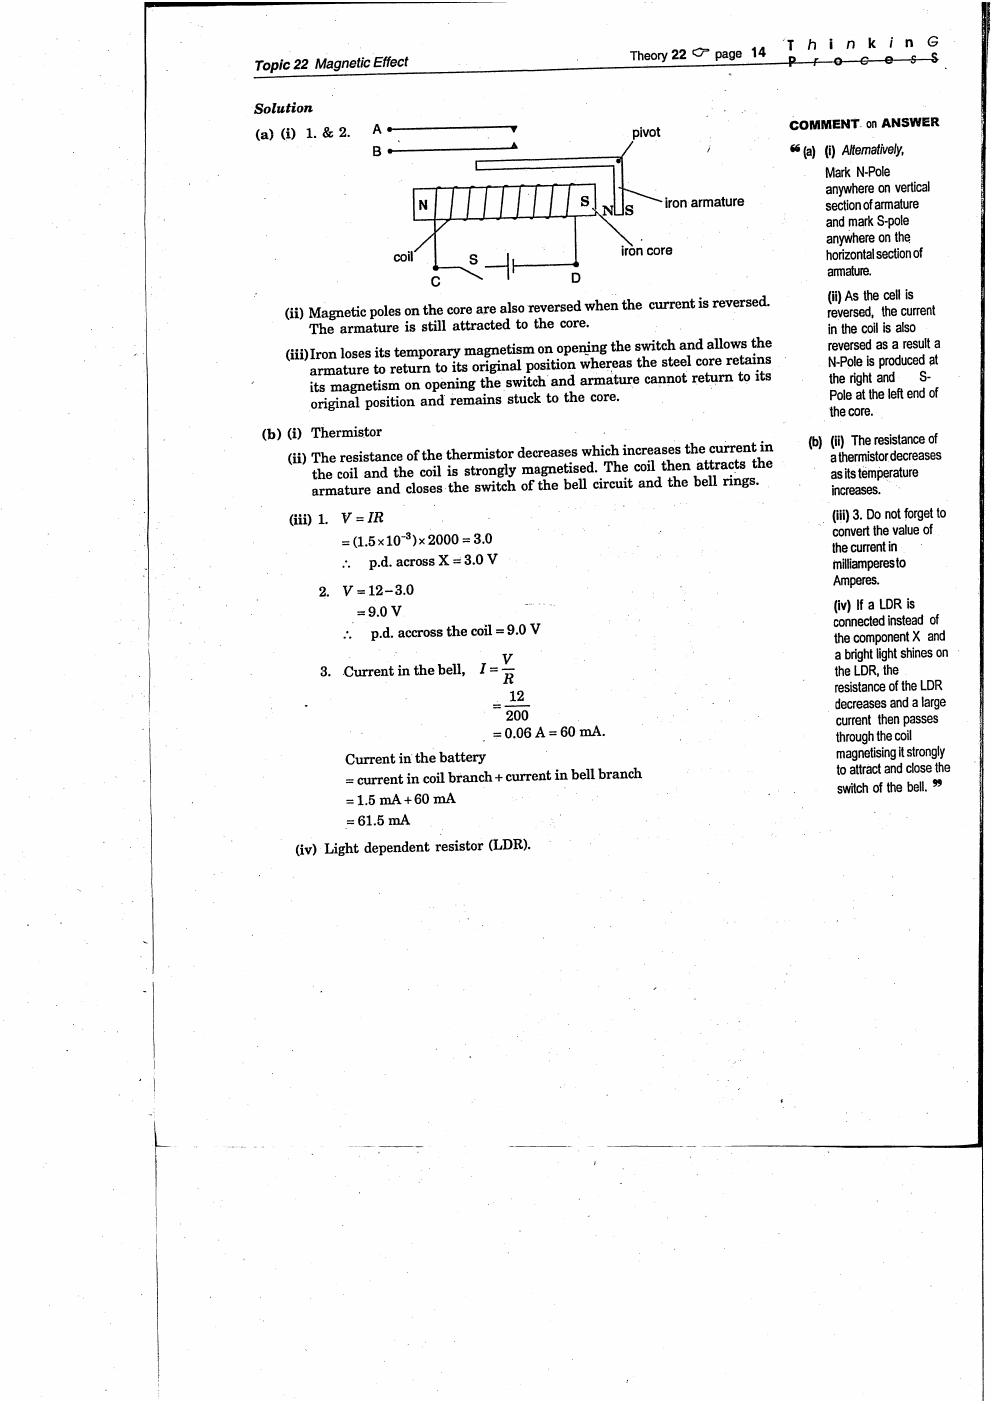 Topic 22 Magnetic Effect
Theory 22 ☞ page 14
T h i n k i n G
P r o c e s S
Solution
(a) (i) 1. & 2.
A
B
pivot
N
S
N
S
iron armature
coil
S
iron core
C
D
(ii) Magnetic poles on the core are also reversed when the current is reversed.
The armature is still attracted to the core.
(iii) Iron loses its temporary magnetism on opening the switch and allows the
armature to return to its original position whereas the steel core retains
its magnetism on opening the switch and armature cannot return to its
original position and remains stuck to the core.
(b) (i) Thermistor
(ii) The resistance of the thermistor decreases which increases the current in
the coil and the coil is strongly magnetised. The coil then attracts the
armature and closes the switch of the bell circuit and the bell rings.
(iii) 1. V = IR
= (1.5 × 10⁻³) × 2000 = 3.0
∴ p.d. across X = 3.0 V
2. V = 12 – 3.0
= 9.0 V
∴ p.d. accross the coil = 9.0 V
3. Current in the bell, I = V/R
= 12/200
= 0.06 A = 60 mA.
Current in the battery
= current in coil branch + current in bell branch
= 1.5 mA + 60 mA
= 61.5 mA
(iv) Light dependent resistor (LDR).
COMMENT on ANSWER
❝ (a) (i) Alternatively,
Mark N-Pole
anywhere on vertical
section of armature
and mark S-pole
anywhere on the
horizontal section of
armature.
(ii) As the cell is
reversed, the current
in the coil is also
reversed as a result a
N-Pole is produced at
the right and S-
Pole at the left end of
the core.
(b) (ii) The resistance of
a thermistor decreases
as its temperature
increases.
(iii) 3. Do not forget to
convert the value of
the current in
milliamperes to
Amperes.
(iv) If a LDR is
connected instead of
the component X and
a bright light shines on
the LDR, the
resistance of the LDR
decreases and a large
current then passes
through the coil
magnetising it strongly
to attract and close the
switch of the bell. ❞